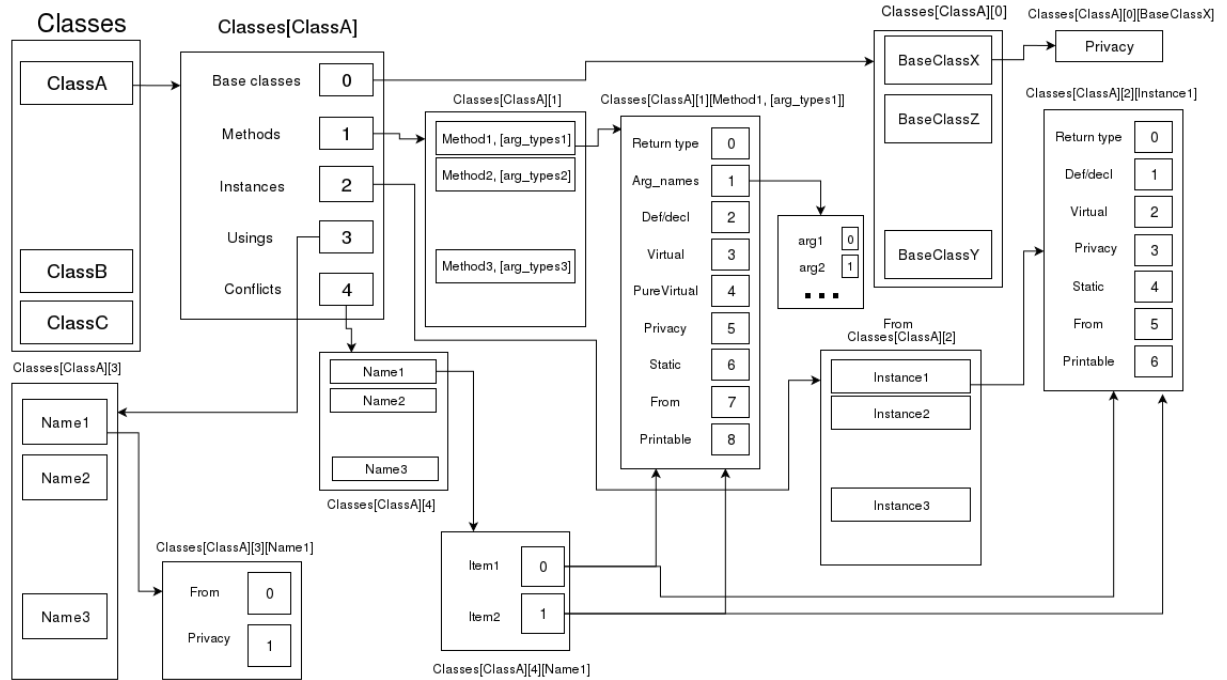 Classes
ClassA
ClassB
ClassC
Classes[ClassA]
Base classes 0
Methods 1
Instances 2
Usings 3
Conflicts 4
Classes[ClassA][1]
Method1, [arg_types1]
Method2, [arg_types2]
Method3, [arg_types3]
Classes[ClassA][1][Method1, [arg_types1]]
Return type 0
Arg_names 1
Def/decl 2
Virtual 3
PureVirtual 4
Privacy 5
Static 6
From 7
Printable 8
arg1 0
arg2 1
...
Classes[ClassA][0]
BaseClassX
BaseClassZ
BaseClassY
Classes[ClassA][0][BaseClassX]
Privacy
Classes[ClassA][2][Instance1]
Return type 0
Def/decl 1
Virtual 2
Privacy 3
Static 4
From 5
Printable 6
From
Classes[ClassA][2]
Instance1
Instance2
Instance3
Classes[ClassA][3]
Name1
Name2
Name3
Classes[ClassA][3][Name1]
From 0
Privacy 1
Name1
Name2
Name3
Classes[ClassA][4]
Item1 0
Item2 1
Classes[ClassA][4][Name1]